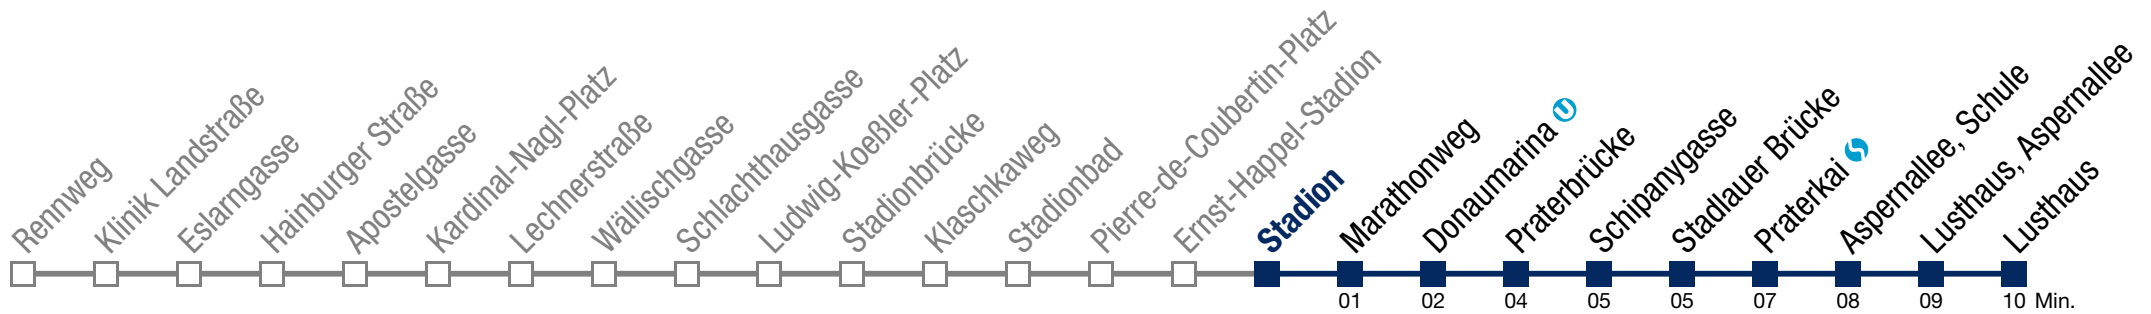 Rennweg
Klinik Landstraße
Eslarngasse
Hainburger Straße
Apostelgasse
Kardinal-Nagl-Platz
Lechnerstraße
Wällischgasse
Schlachthausgasse
Ludwig-Koeßler-Platz
Stadionbrücke
Klaschkaweg
Stadionbad
Pierre-de-Coubertin-Platz
Ernst-Happel-Stadion
Stadion
Marathonweg
Donaumarina U
Praterbrücke
Schipanygasse
Stadlauer Brücke
Praterkai S
Aspernallee, Schule
Lusthaus, Aspernallee
Lusthaus
01 02 04 05 05 07 08 09 10 Min.